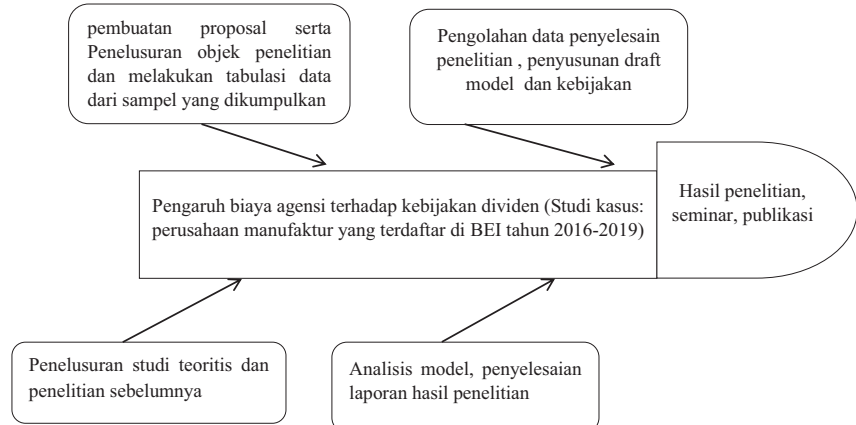 pembuatan proposal serta
Penelusuran objek penelitian
dan melakukan tabulasi data
dari sampel yang dikumpulkan
Pengolahan data penyelesain
penelitian , penyusunan draft
model dan kebijakan
Pengaruh biaya agensi terhadap kebijakan dividen (Studi kasus:
perusahaan manufaktur yang terdaftar di BEI tahun 2016-2019)
Hasil penelitian,
seminar, publikasi
Penelusuran studi teoritis dan
penelitian sebelumnya
Analisis model, penyelesaian
laporan hasil penelitian